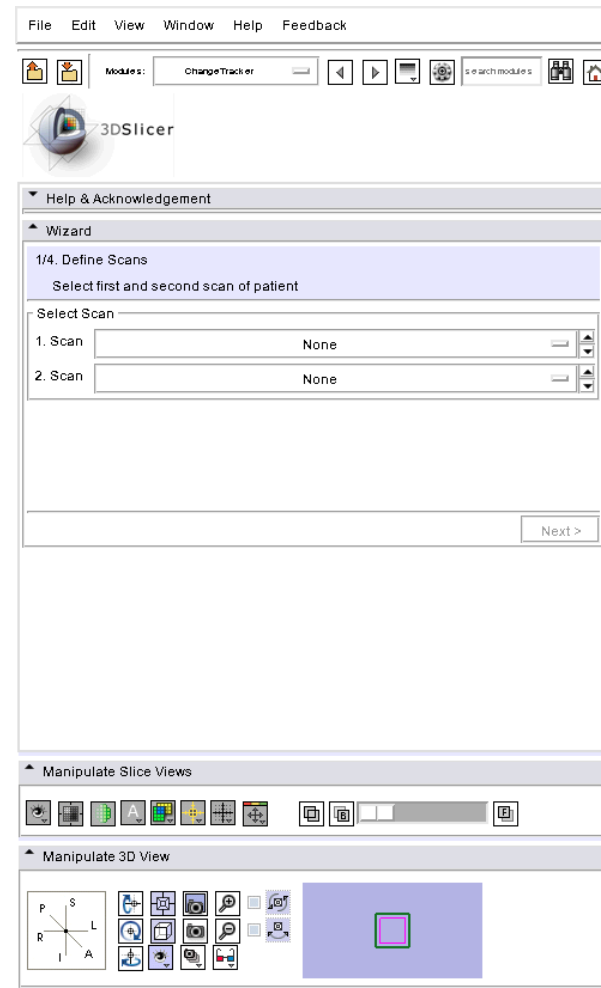 File Edit View Window Help Feedback
Modules: ChangeTracker search modules
3DSlicer
Help & Acknowledgement
Wizard
1/4. Define Scans
Select first and second scan of patient
Select Scan
1. Scan None
2. Scan None
Next >
Manipulate Slice Views
A B F
Manipulate 3D View
P S
R L
I A